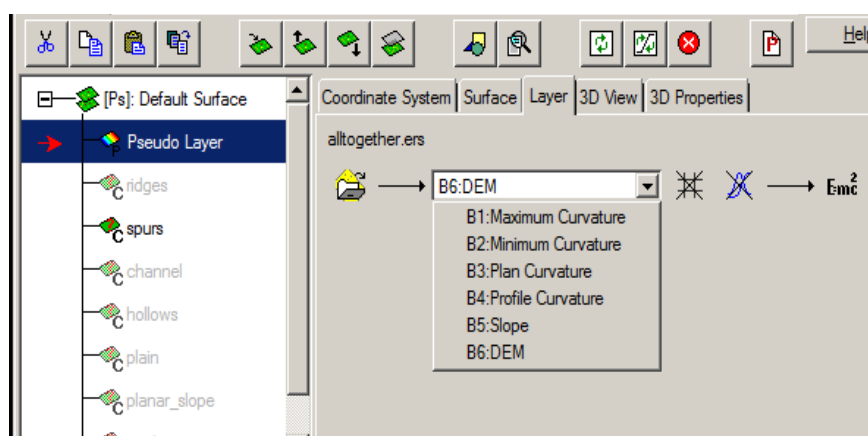 Hel
[Ps]: Default Surface
Coordinate System Surface Layer 3D View 3D Properties
P Pseudo Layer
alltogether.ers
C ridges
B6:DEM
Emc2
B1:Maximum Curvature
C spurs
B2:Minimum Curvature
C channel
B3:Plan Curvature
B4:Profile Curvature
C hollows
B5:Slope
B6:DEM
C plain
C planar_slope